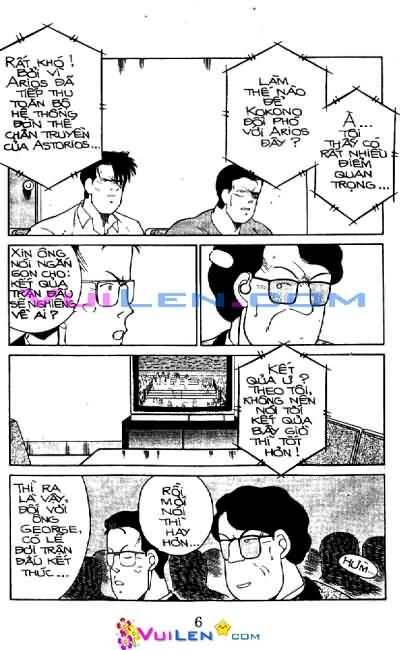 RẤT KHÓ!
BỞI VÌ
ARIOS ĐÃ
TIẾP THU
TOÀN BỘ
HỆ THỐNG
ĐÒN THẾ
CHÂN TRUYỀN
CỦA ASTORIOS...
LÀM
THẾ NÀO
ĐỂ
KOKONO
ĐỐI PHÓ
VỚI ARIOS
ĐÂY?
À...
TÔI
THẤY CÓ
RẤT NHIỀU
ĐIỂM
QUAN
TRỌNG...
XIN ÔNG
NÓI NGẮN
GỌN CHO:
KẾT QUẢ
TRẬN ĐẤU
SẼ NGHIÊNG
VỀ AI?
VUILEN.COM
KẾT
QUẢ Ư?
THEO TÔI,
KHÔNG NÊN
NÓI TỚI
KẾT QUẢ
BÂY GIỜ
THÌ TỐT
HƠN!
THÌ RA
LÀ VẬY,
ĐỐI VỚI
ÔNG
GEORGE,
CÓ LẼ
ĐỢI TRẬN
ĐẤU KẾT
THÚC...
RỒI
MỚI
NÓI
THÌ
HAY
HƠN...
HỪM...
6
VUILEN.COM